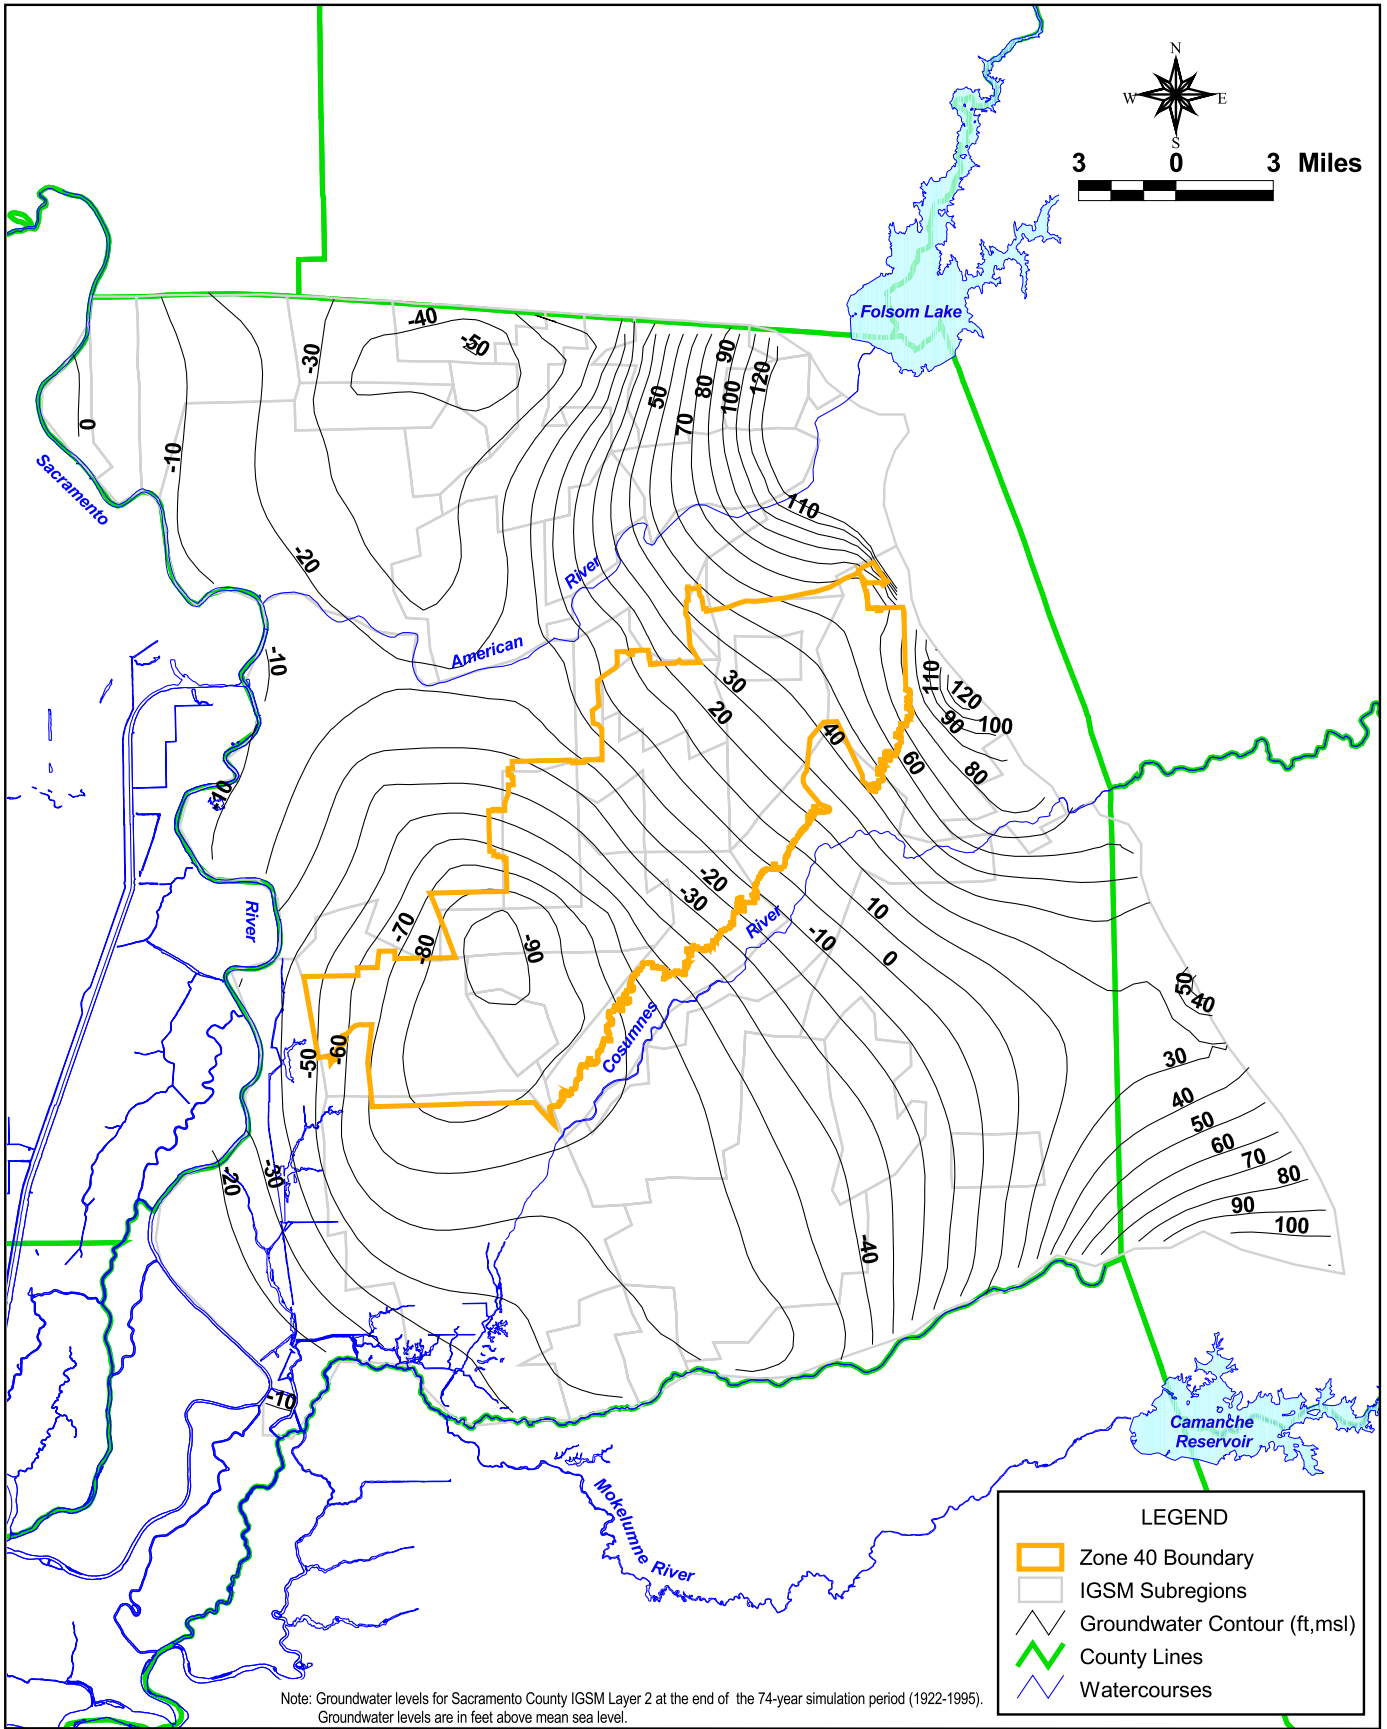 N
W E
S
3 0 3 Miles
Folsom Lake
-40
-50
-30
90
120
80
100
50
70
0
-10
Sacramento
110
-20
River
American
-10
30
20
110
120
90
100
40
60
80
-10
-20
-30
10
River
-70
-80
-90
River
-10
0
50
40
Cosumnes
-50
-60
30
40
50
60
70
80
90
100
-20
-30
-40
-10
Camanche
Reservoir
Mokelumne River
LEGEND
Zone 40 Boundary
IGSM Subregions
Groundwater Contour (ft,msl)
County Lines
Watercourses
Note: Groundwater levels for Sacramento County IGSM Layer 2 at the end of the 74-year simulation period (1922-1995).
Groundwater levels are in feet above mean sea level.